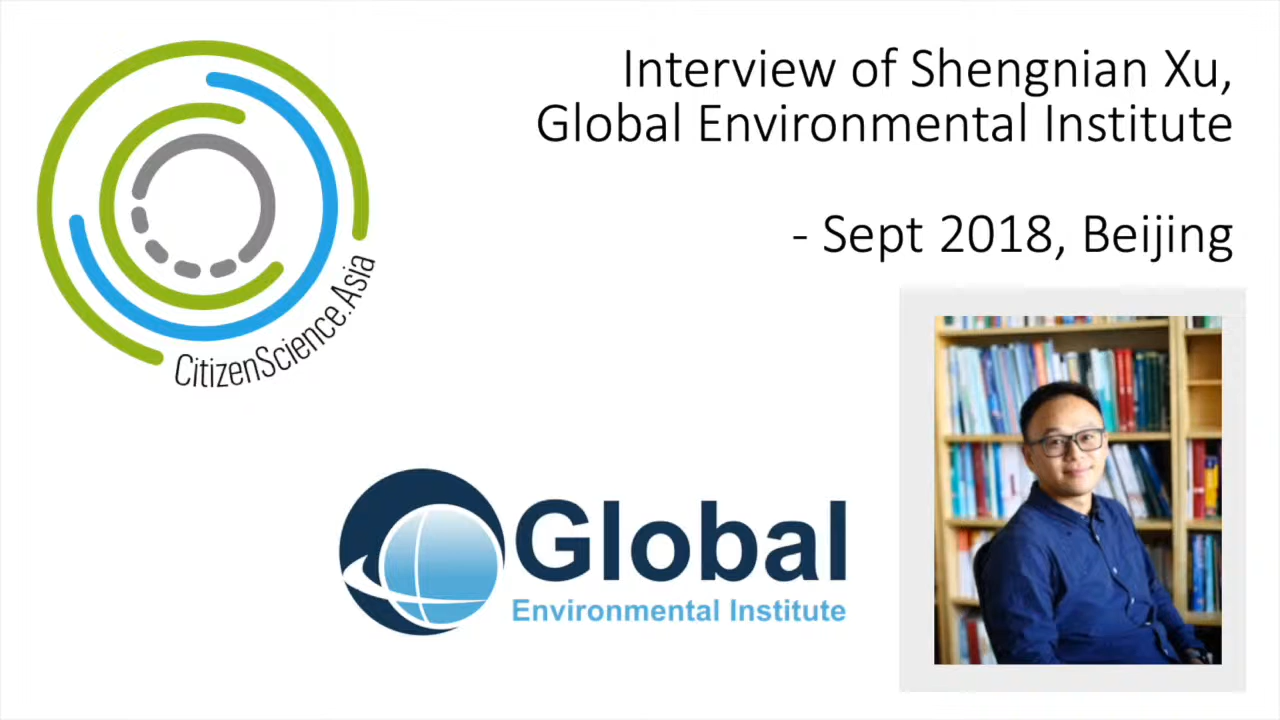 Interview of Shengnian Xu,
Global Environmental Institute
- Sept 2018, Beijing
CitizenScience.Asia
Global
Environmental Institute